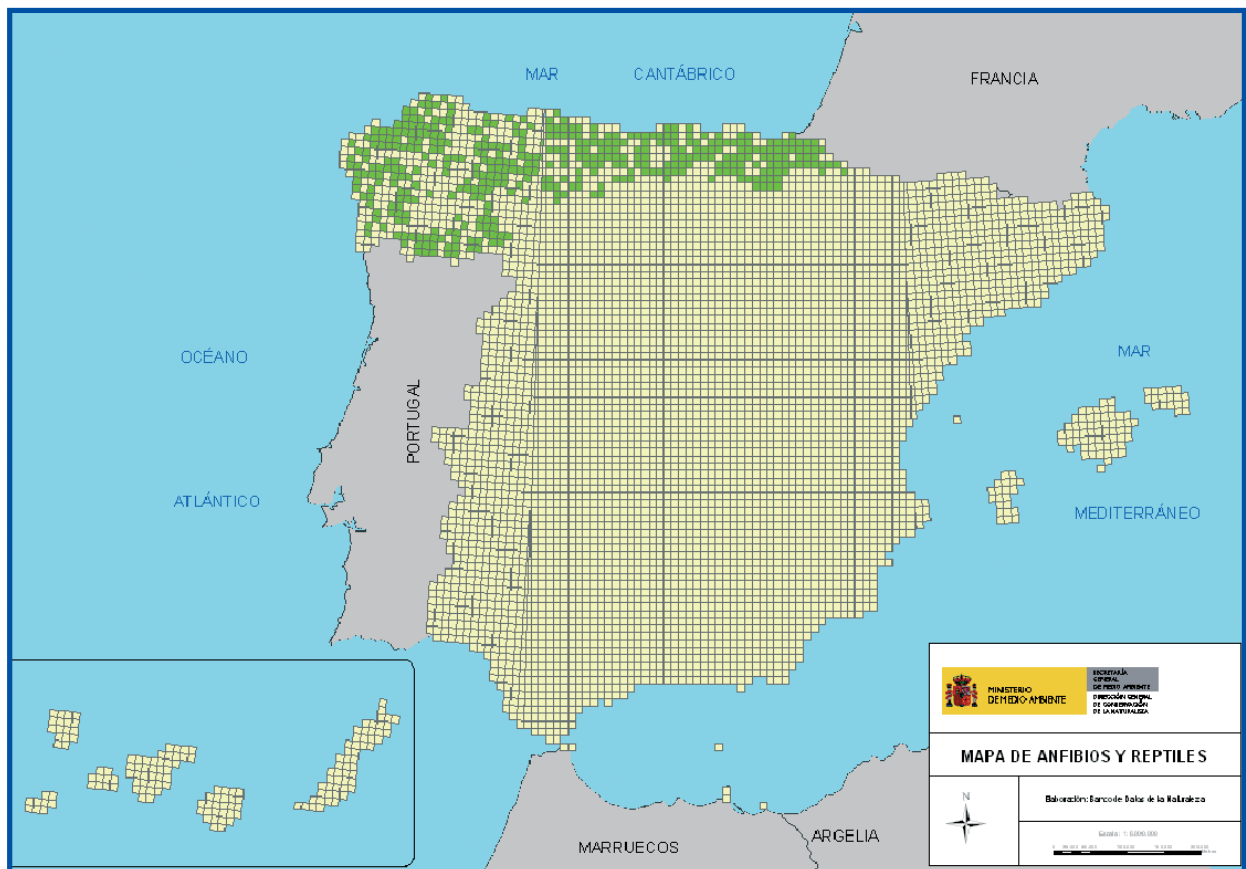 MAR CANTÁBRICO
FRANCIA
OCÉANO
MAR
PORTUGAL
ATLÁNTICO
MEDITERRÁNEO
MINISTERIO
DE MEDIO AMBIENTE
SECRETARÍA
GENERAL
DE MEDIO AMBIENTE
DIRECCIÓN GENERAL
DE CONSERVACIÓN
DE LA NATURALEZA
MAPA DE ANFIBIOS Y REPTILES
N
Elaboración: Banco de Datos de la Naturaleza
ARGELIA
MARRUECOS